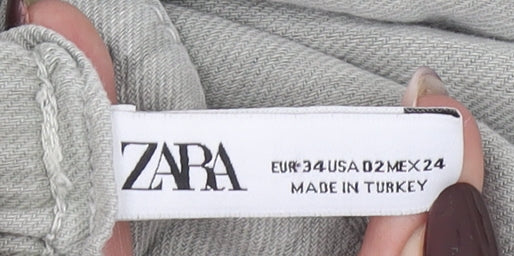 ZARA
EUR 34 USA 02 MEX 24
MADE IN TURKEY